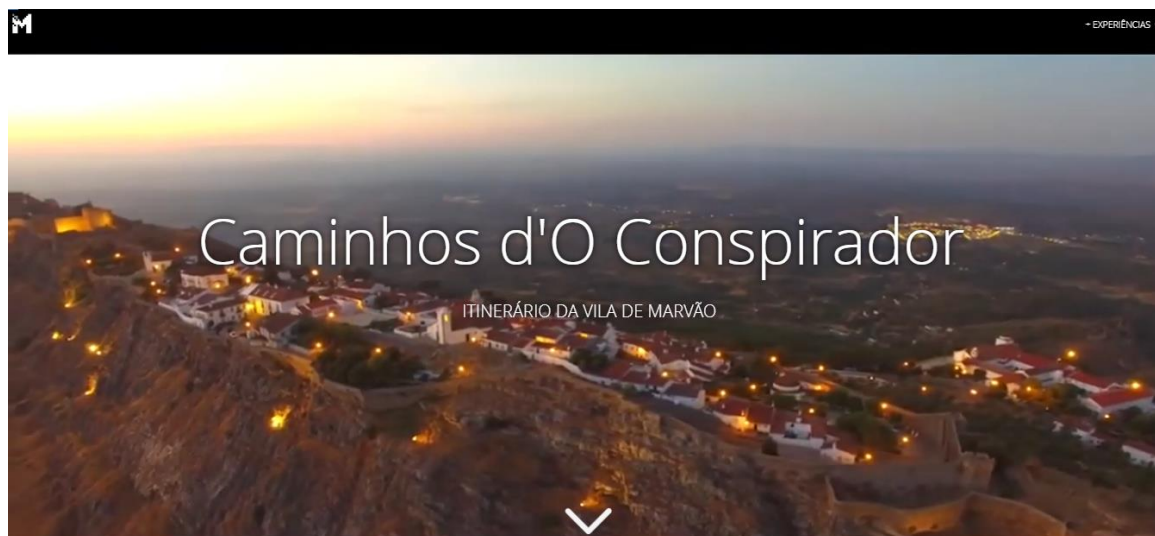 M
+ EXPERIÊNCIAS
Caminhos d'O Conspirador
ITINERÁRIO DA VILA DE MARVÃO